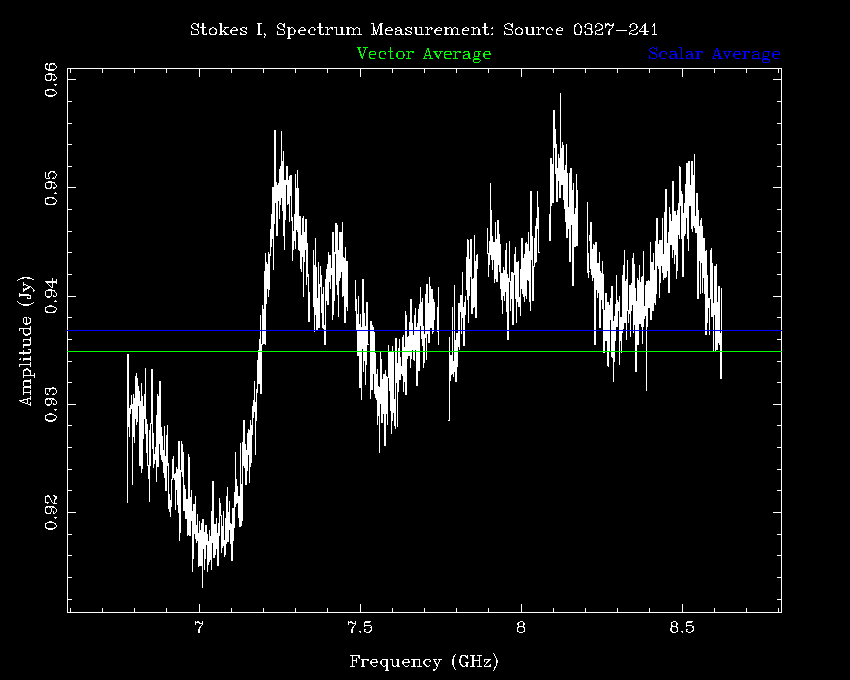 Stokes I, Spectrum Measurement: Source 0327-241
Vector Average Scalar Average
0.96
0.95
0.94
0.93
0.92
Amplitude (Jy)
7 7.5 8 8.5
Frequency (GHz)